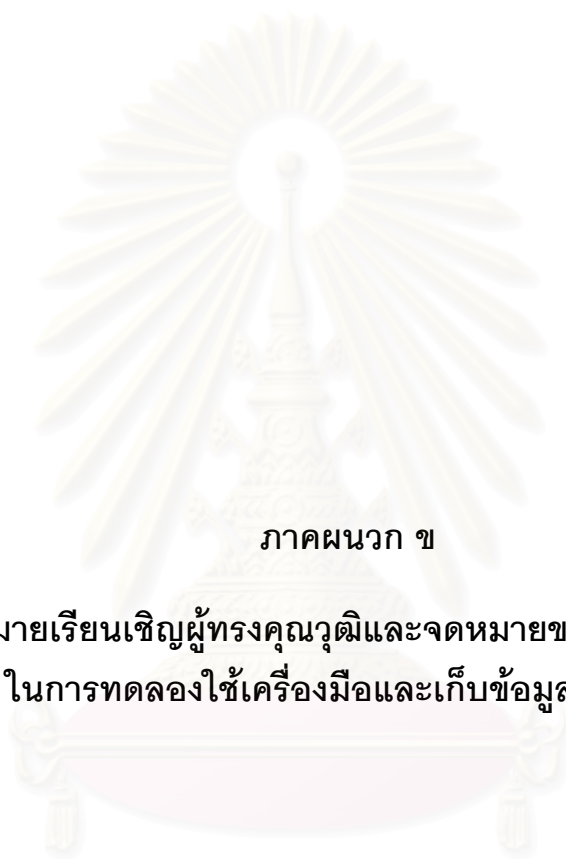 ภาคผนวก ข
มายเรียนเชิญผู้ทรงคุณวุฒิและจดหมายข
ในการทดลองใช้เครื่องมือและเก็บข้อมูล